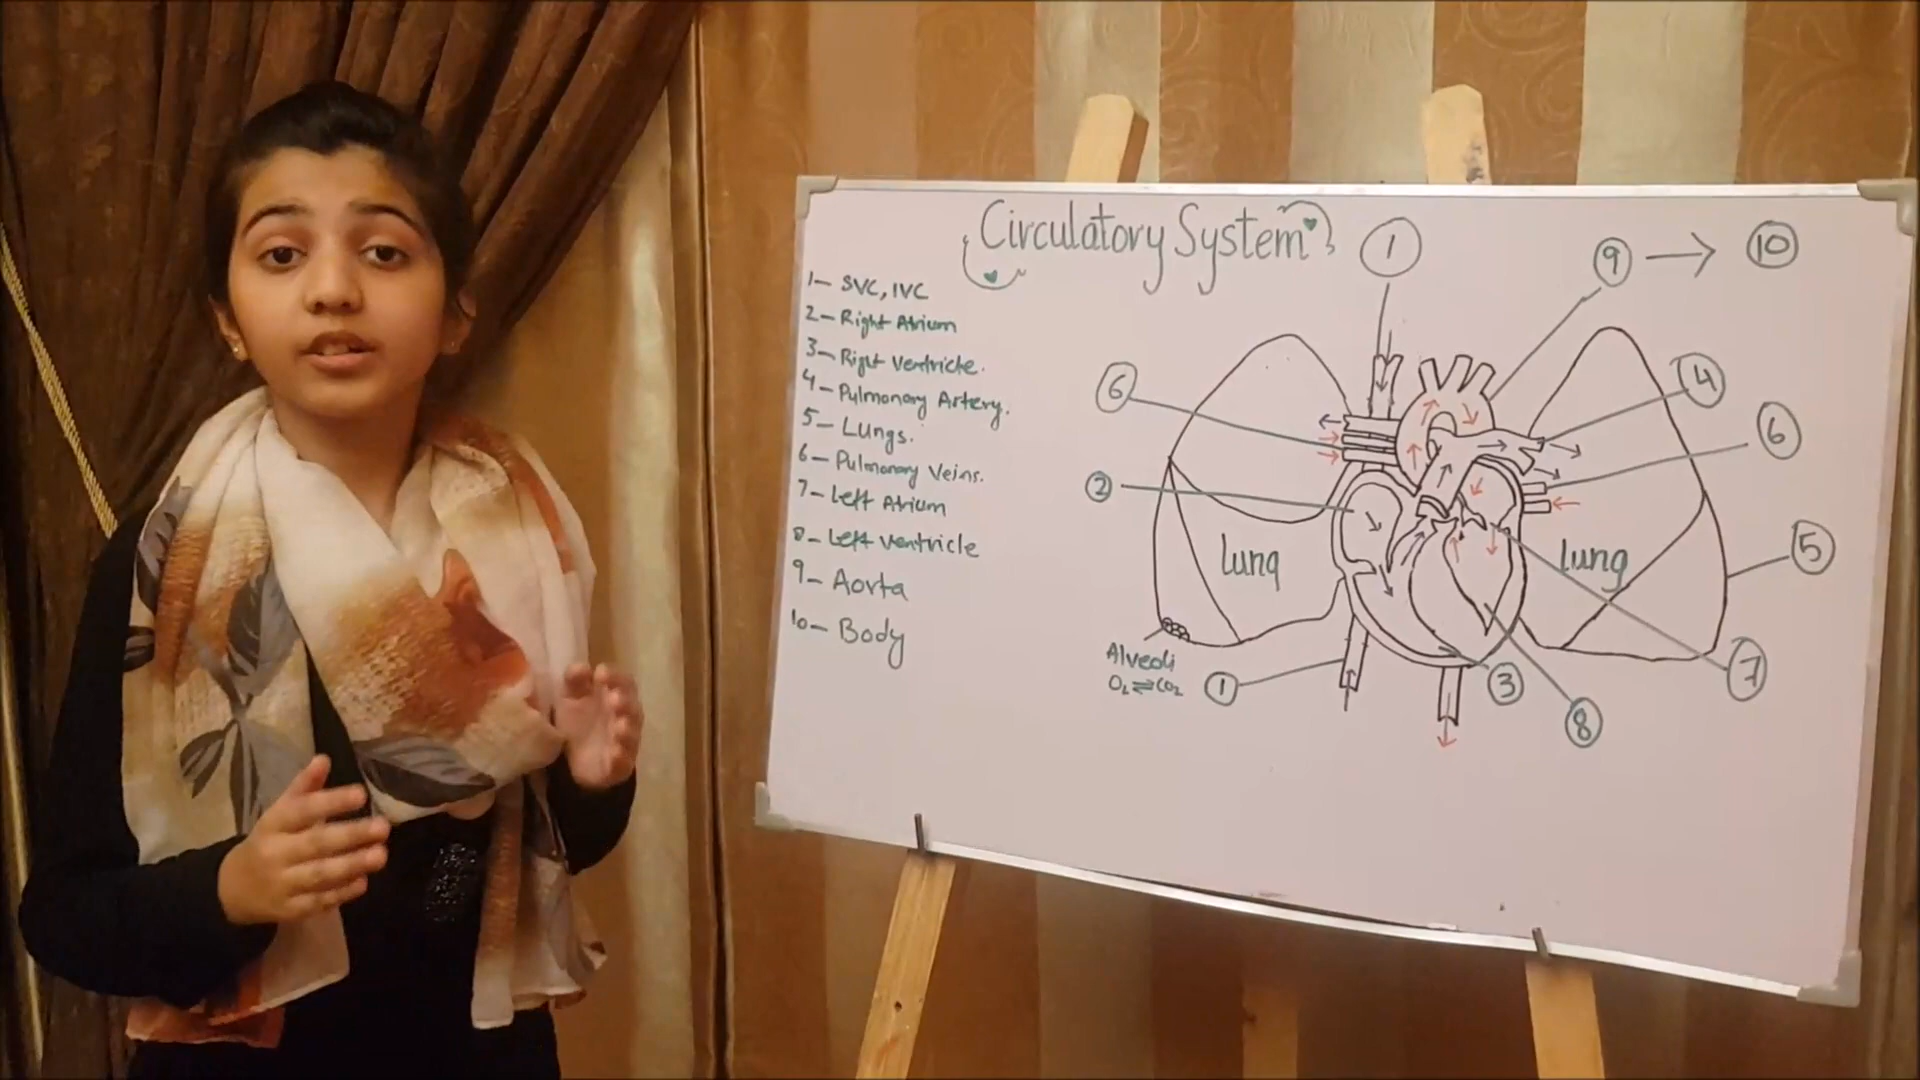 Circulatory System
1- SVC, IVC
2- Right Atrium
3- Right Ventricle.
4- Pulmonary Artery.
5- Lungs.
6- Pulmonary Veins.
7- Left Atrium
8- Left Ventricle
9- Aorta
10- Body
1
9 → 10
6
4
6
2
lung
lung
5
Alveoli
O₂ ⇌ CO₂
1
3
7
8